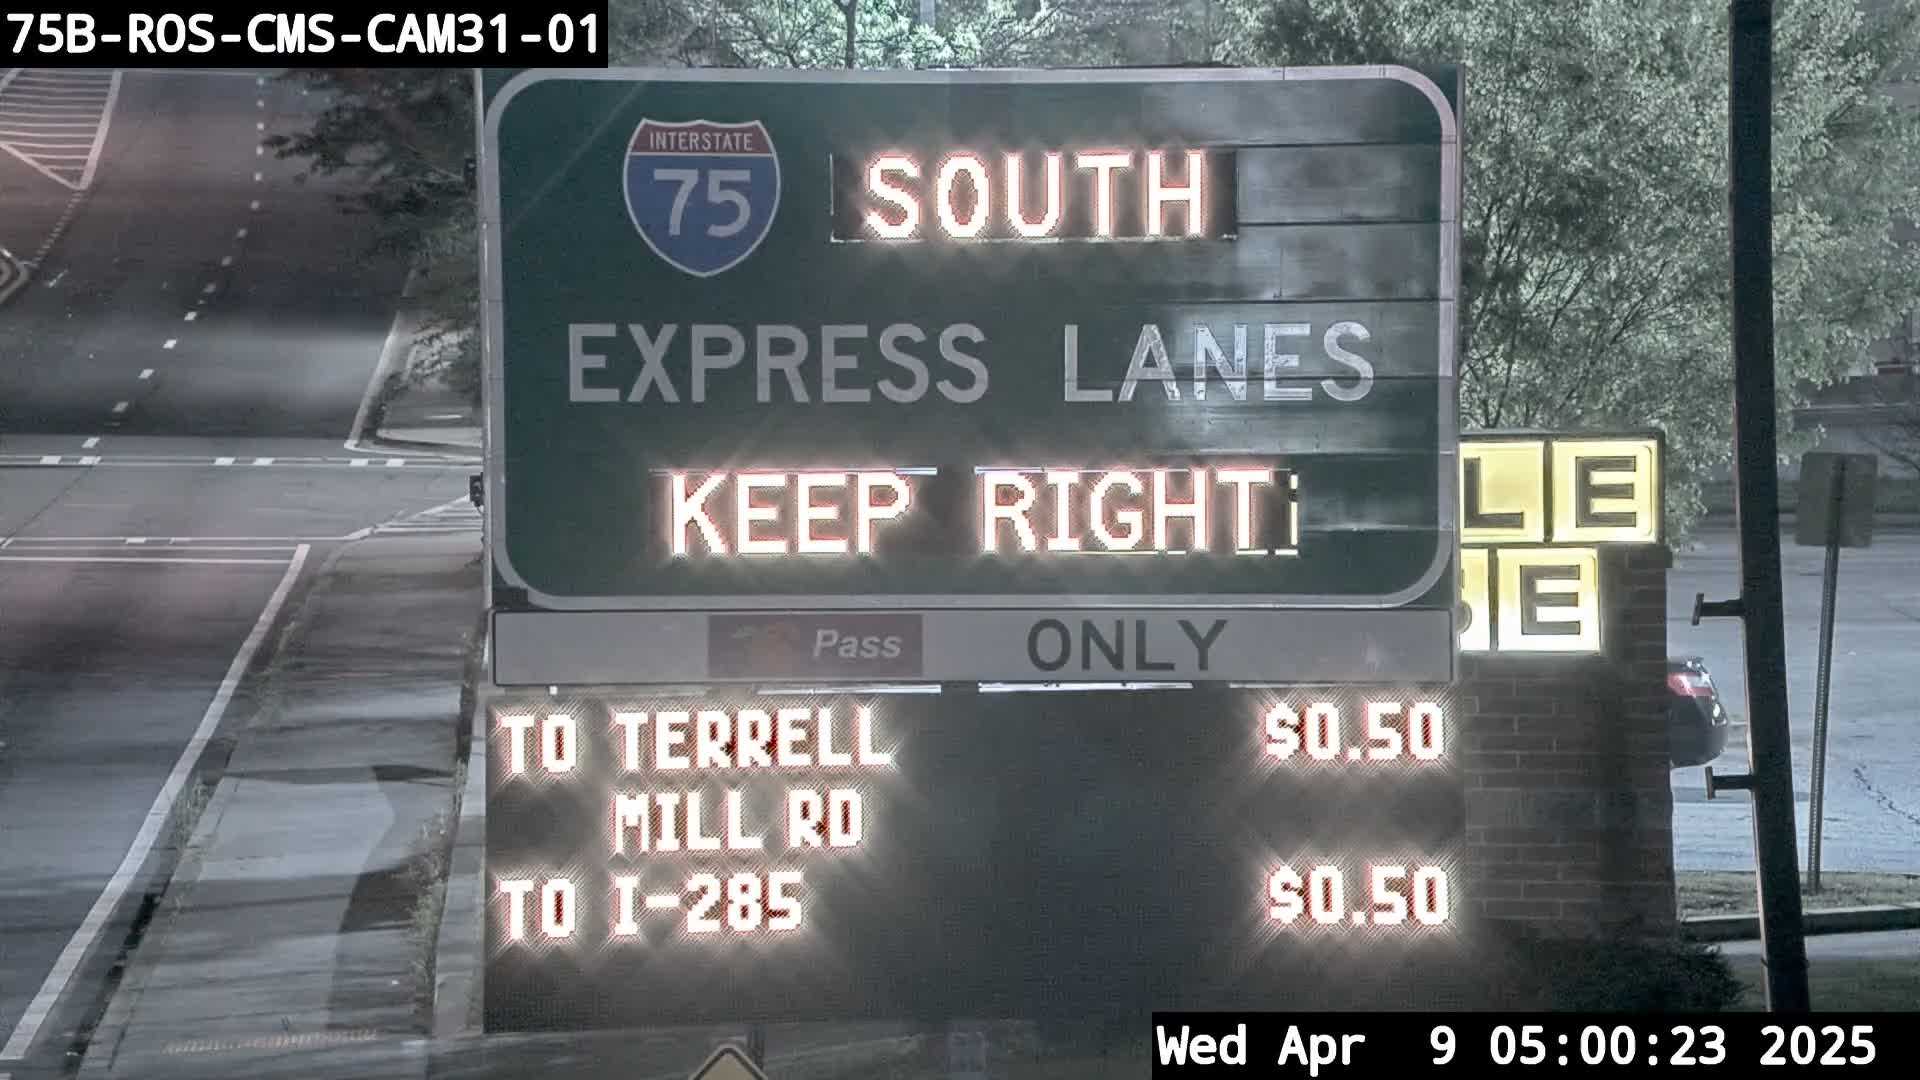 75B-ROS-CMS-CAM31-01
INTERSTATE
75
SOUTH
EXPRESS LANES
KEEP RIGHT
Pass ONLY
TO TERRELL $0.50
MILL RD
TO I-285 $0.50
LE
E
Wed Apr 9 05:00:23 2025